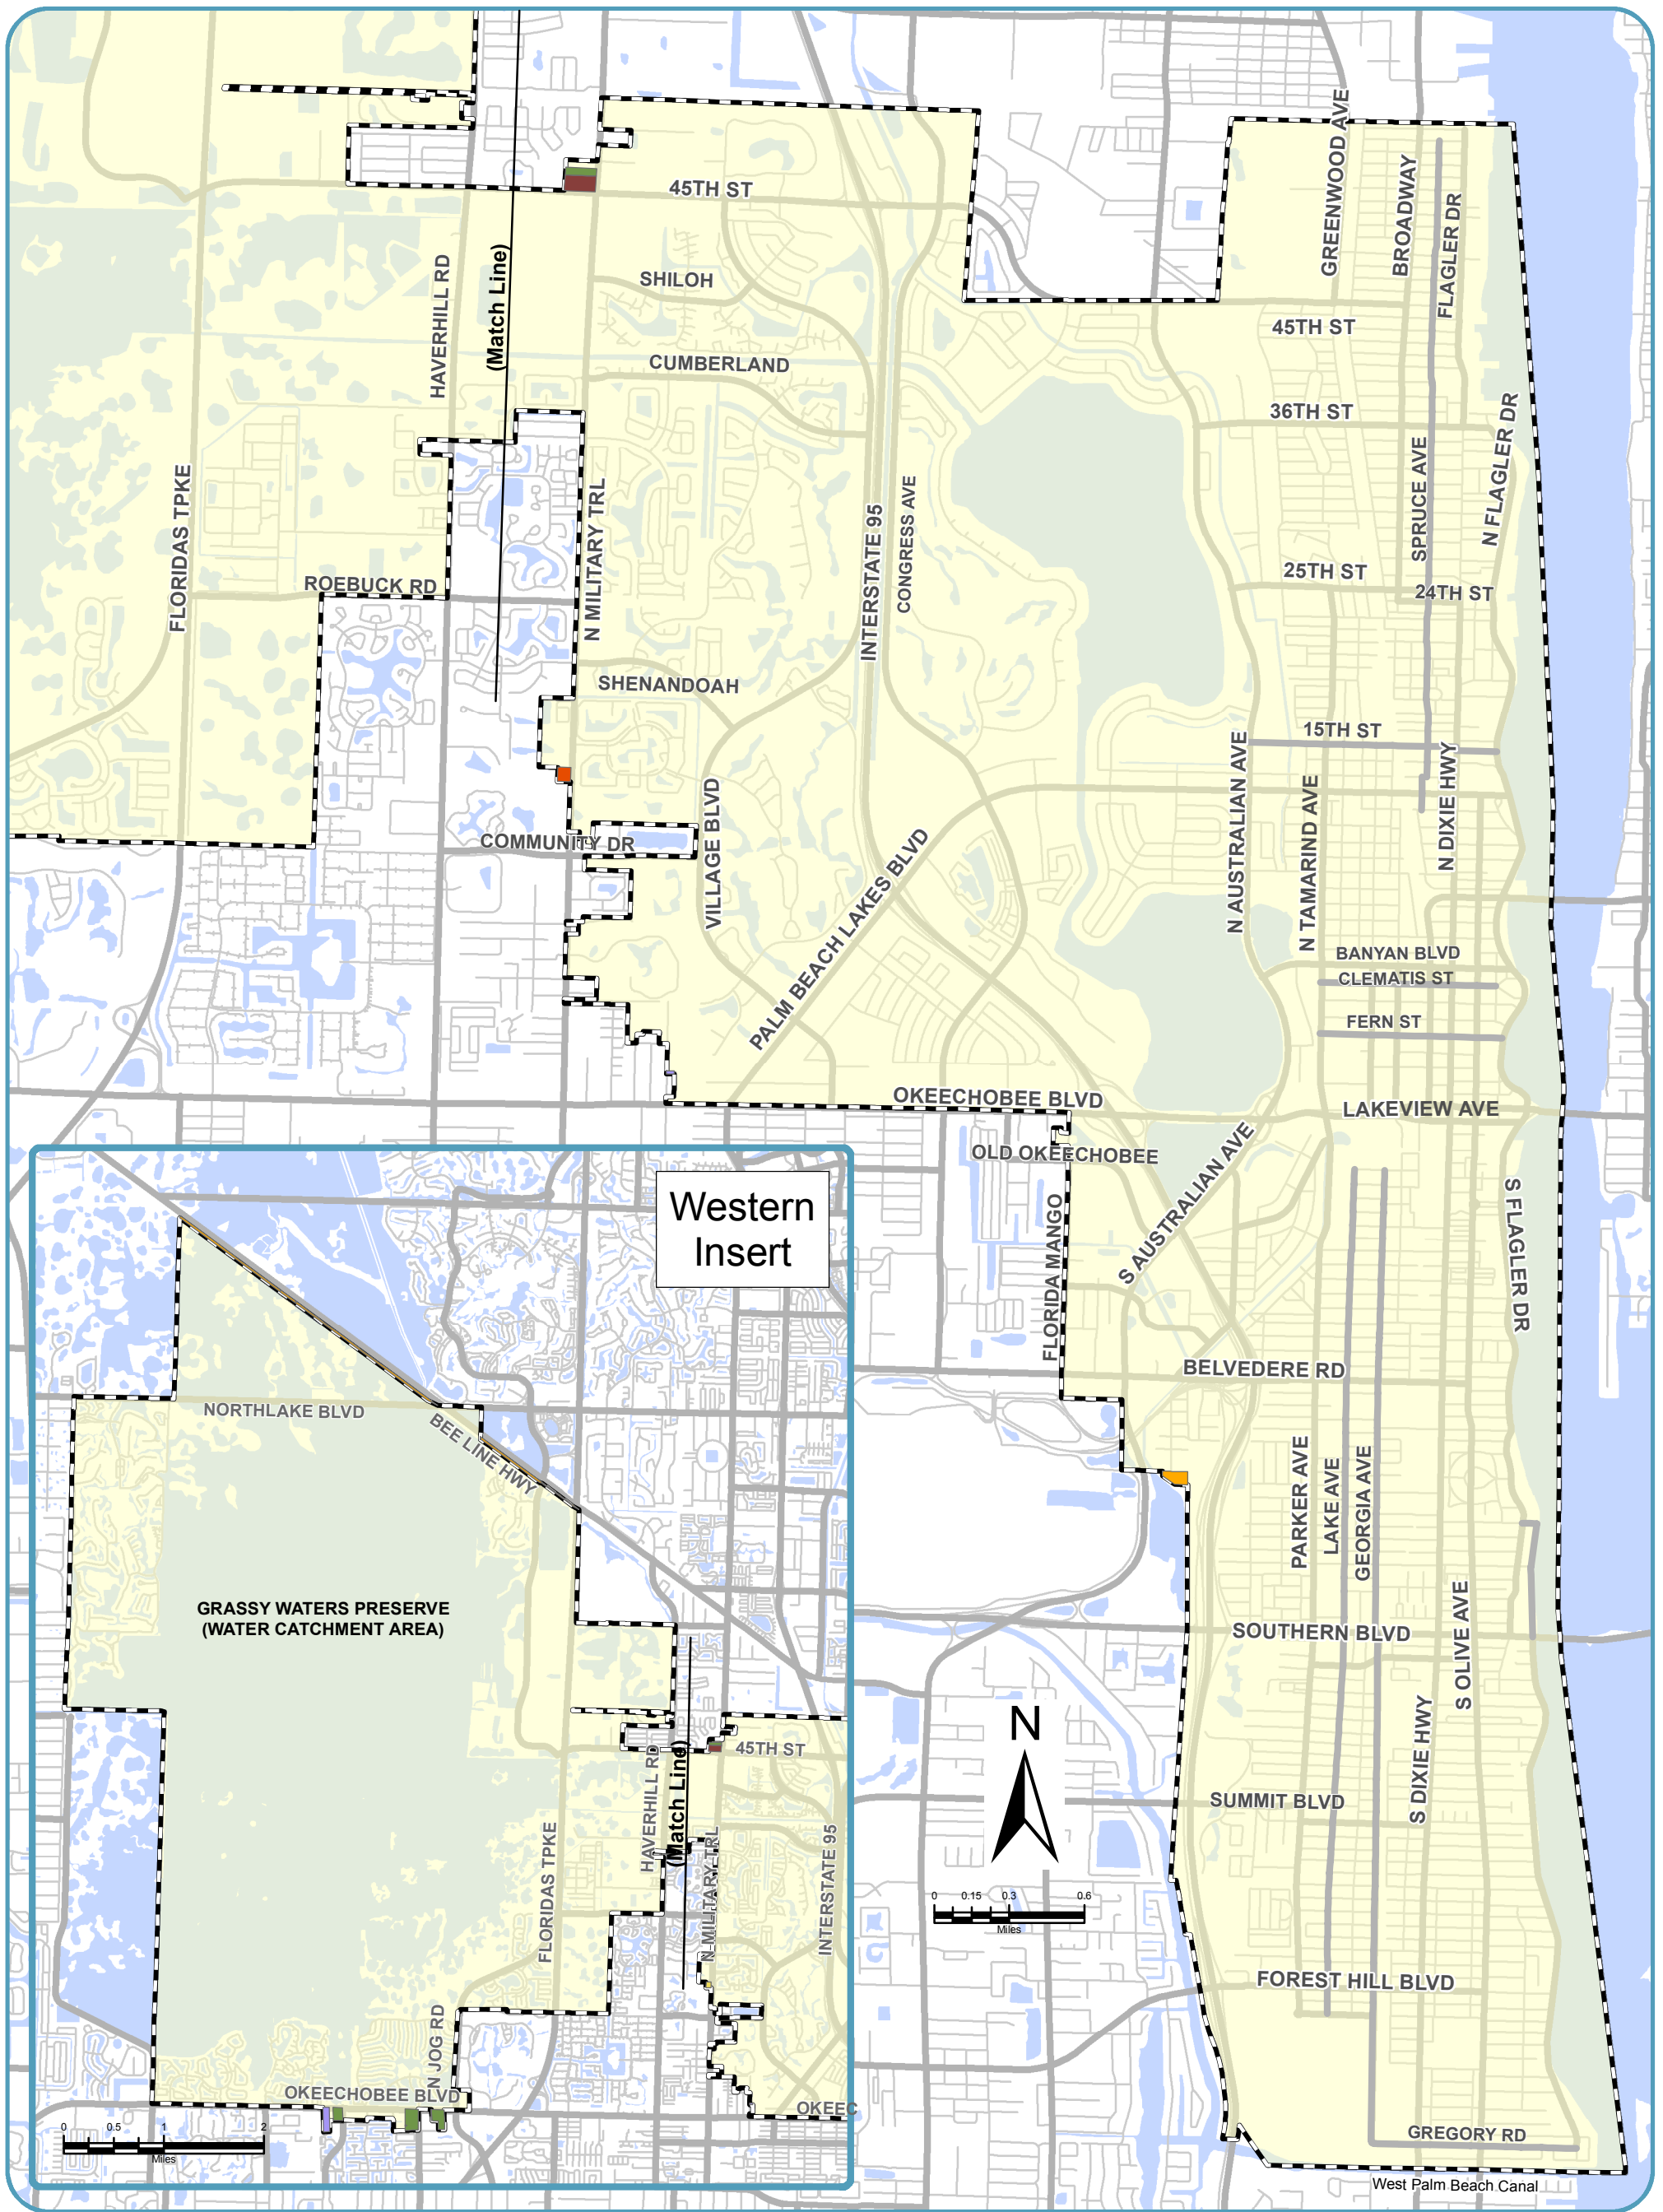 GREENWOOD AVE
BROADWAY
FLAGLER DR
45TH ST
HAVERHILL RD
(Match Line)
SHILOH
45TH ST
CUMBERLAND
36TH ST
N FLAGLER DR
SPRUCE AVE
FLORIDAS TPKE
N MILITARY TRL
INTERSTATE 95
CONGRESS AVE
ROEBUCK RD
25TH ST
24TH ST
SHENANDOAH
15TH ST
N AUSTRALIAN AVE
N TAMARIND AVE
N DIXIE HWY
VILLAGE BLVD
COMMUNITY DR
PALM BEACH LAKES BLVD
BANYAN BLVD
CLEMATIS ST
FERN ST
OKEECHOBEE BLVD
LAKEVIEW AVE
OLD OKEECHOBEE
S AUSTRALIAN AVE
FLORIDA MANGO
S FLAGLER DR
BELVEDERE RD
PARKER AVE
LAKE AVE
GEORGIA AVE
SOUTHERN BLVD
S OLIVE AVE
S DIXIE HWY
SUMMIT BLVD
FOREST HILL BLVD
GREGORY RD
West Palm Beach Canal
N
0 0.15 0.3 0.6
Miles
Western
Insert
NORTHLAKE BLVD
BEE LINE HWY
GRASSY WATERS PRESERVE
(WATER CATCHMENT AREA)
45TH ST
HAVERHILL RD
(Match Line)
FLORIDAS TPKE
N MILITARY TRL
INTERSTATE 95
N JOG RD
OKEECHOBEE BLVD
OKEEC
0 0.5 1 2
Miles